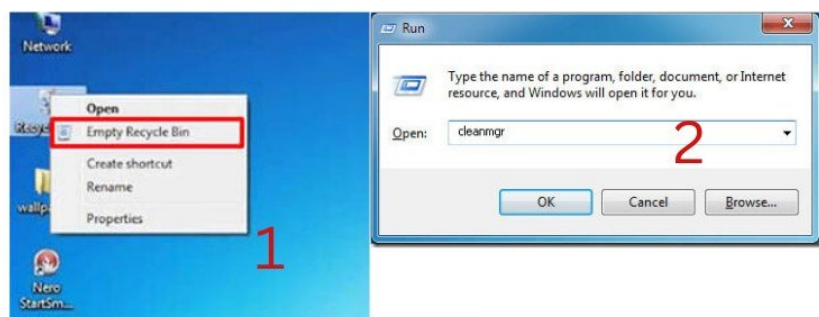 Network
Open
Empty Recycle Bin
Create shortcut
Rename
Properties
Nero
StartSm...
1
Run
Type the name of a program, folder, document, or Internet
resource, and Windows will open it for you.
Open: cleanmgr
2
OK Cancel Browse...